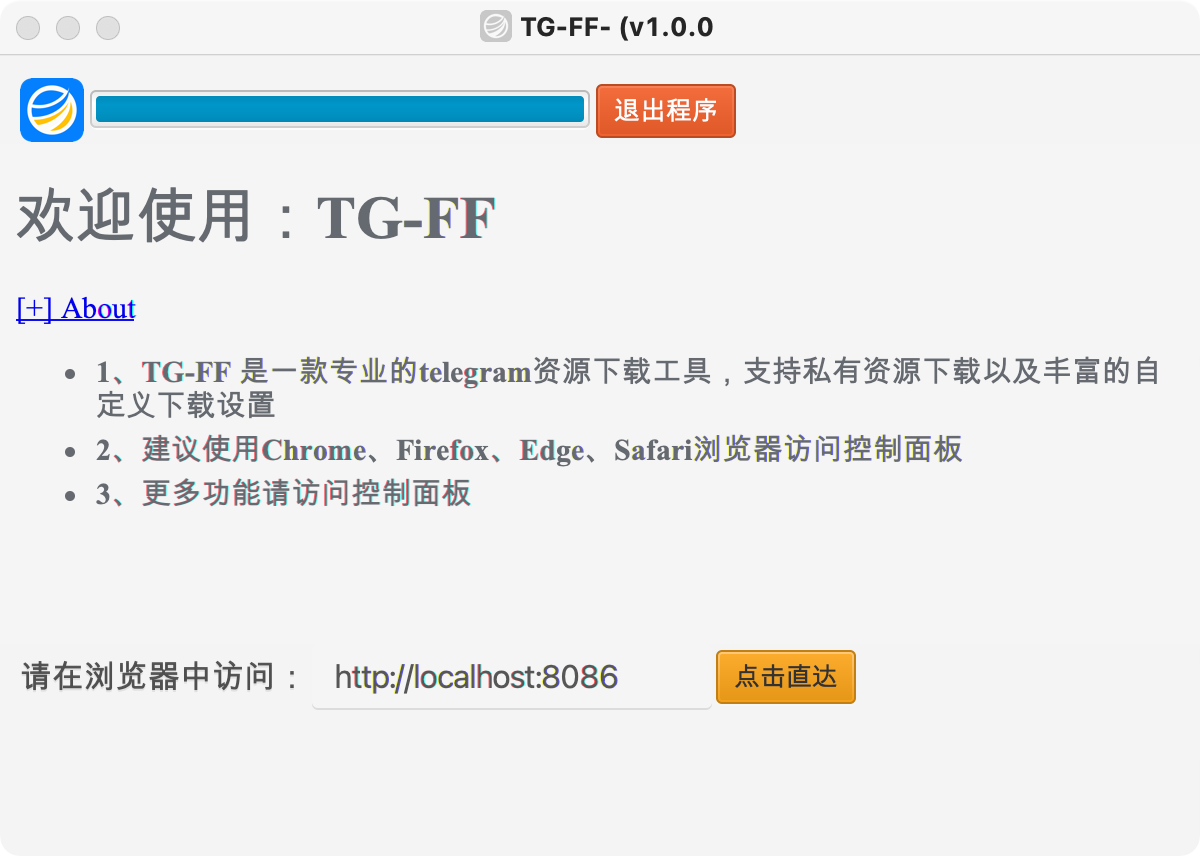 TG-FF- (v1.0.0
退出程序
欢迎使用：TG-FF
[+] About
1、TG-FF 是一款专业的telegram资源下载工具，支持私有资源下载以及丰富的自
定义下载设置
2、建议使用Chrome、Firefox、Edge、Safari浏览器访问控制面板
3、更多功能请访问控制面板
请在浏览器中访问： http://localhost:8086 点击直达